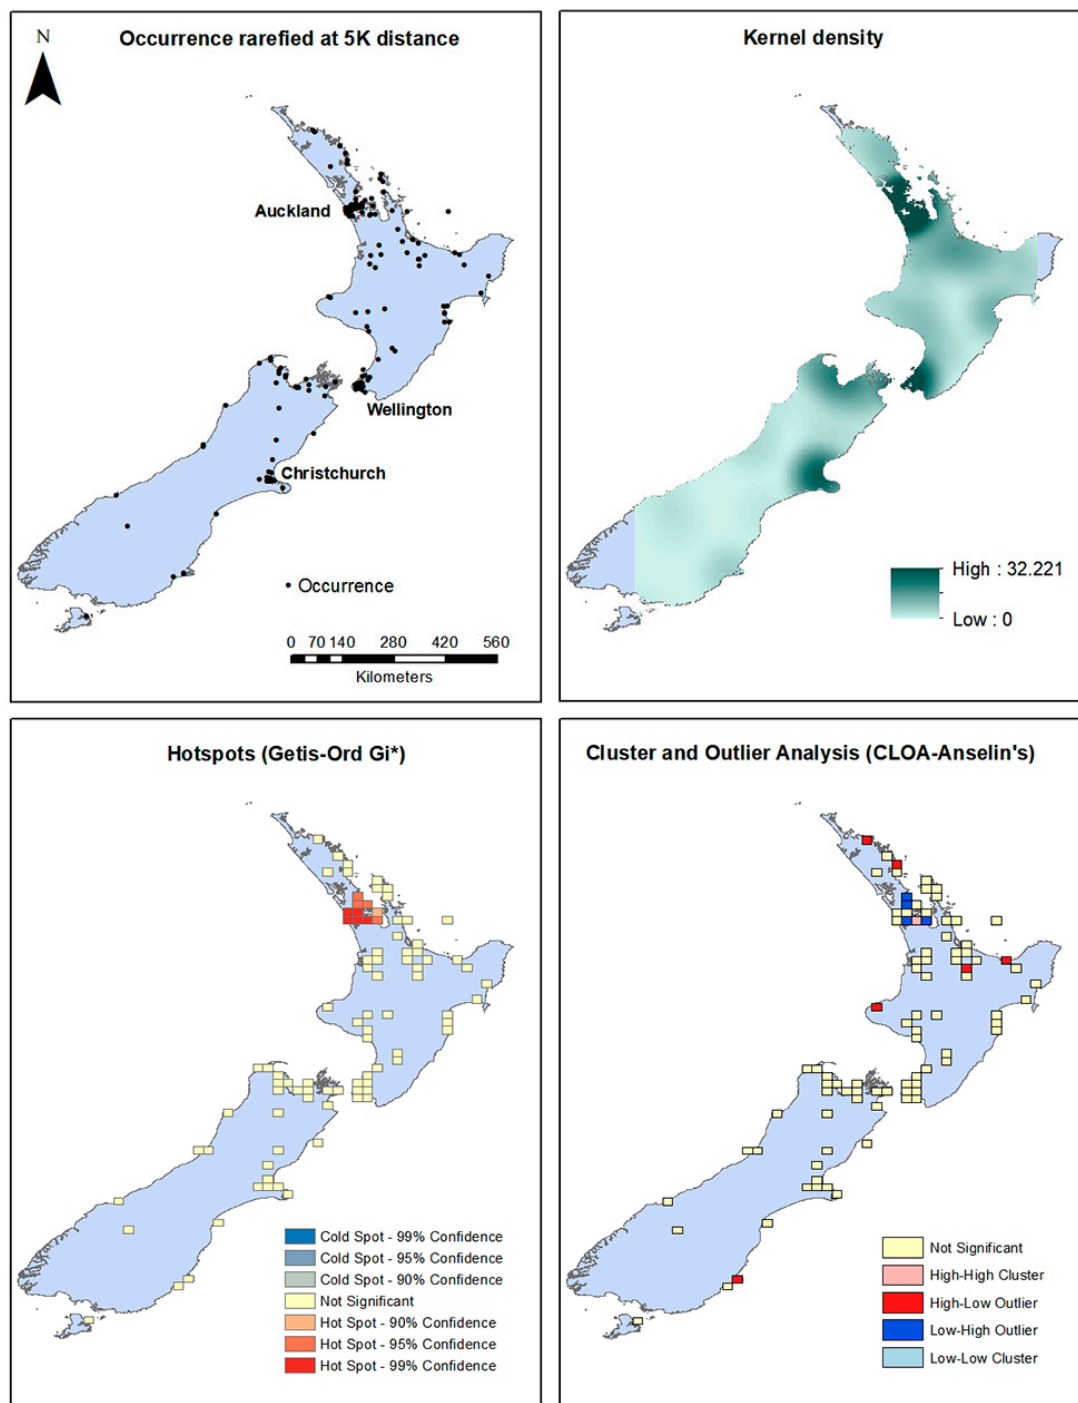 Occurrence rarefied at 5K distance
N
Auckland
Wellington
Christchurch
Occurrence
0 70 140 280 420 560
Kilometers
Kernel density
High : 32.221
Low : 0
Hotspots (Getis-Ord Gi*)
Cold Spot - 99% Confidence
Cold Spot - 95% Confidence
Cold Spot - 90% Confidence
Not Significant
Hot Spot - 90% Confidence
Hot Spot - 95% Confidence
Hot Spot - 99% Confidence
Cluster and Outlier Analysis (CLOA-Anselin's)
Not Significant
High-High Cluster
High-Low Outlier
Low-High Outlier
Low-Low Cluster